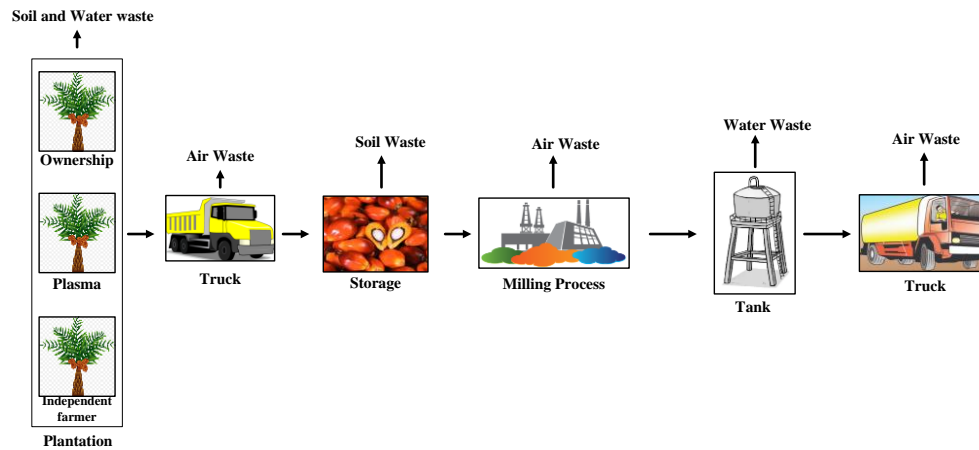 Soil and Water waste
Ownership
Plasma
Independent
farmer
Plantation
Air Waste
Truck
Soil Waste
Storage
Air Waste
Milling Process
Water Waste
Tank
Air Waste
Truck